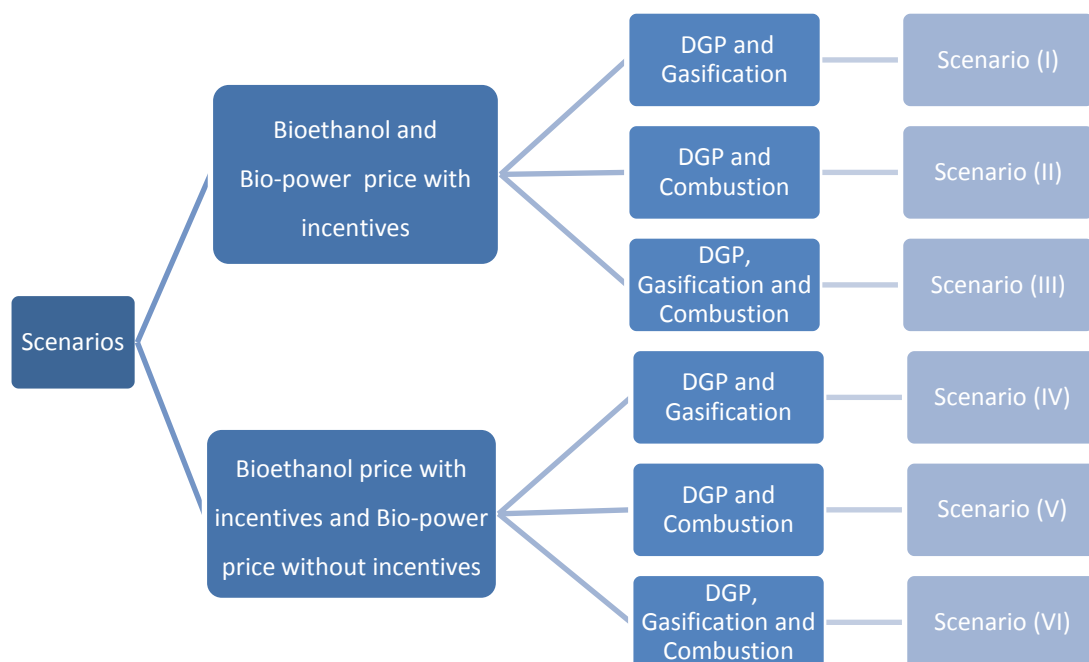 Scenarios
Bioethanol and
Bio-power price with
incentives
DGP and
Gasification
Scenario (I)
DGP and
Combustion
Scenario (II)
DGP,
Gasification and
Combustion
Scenario (III)
Bioethanol price with
incentives and Bio-power
price without incentives
DGP and
Gasification
Scenario (IV)
DGP and
Combustion
Scenario (V)
DGP,
Gasification and
Combustion
Scenario (VI)